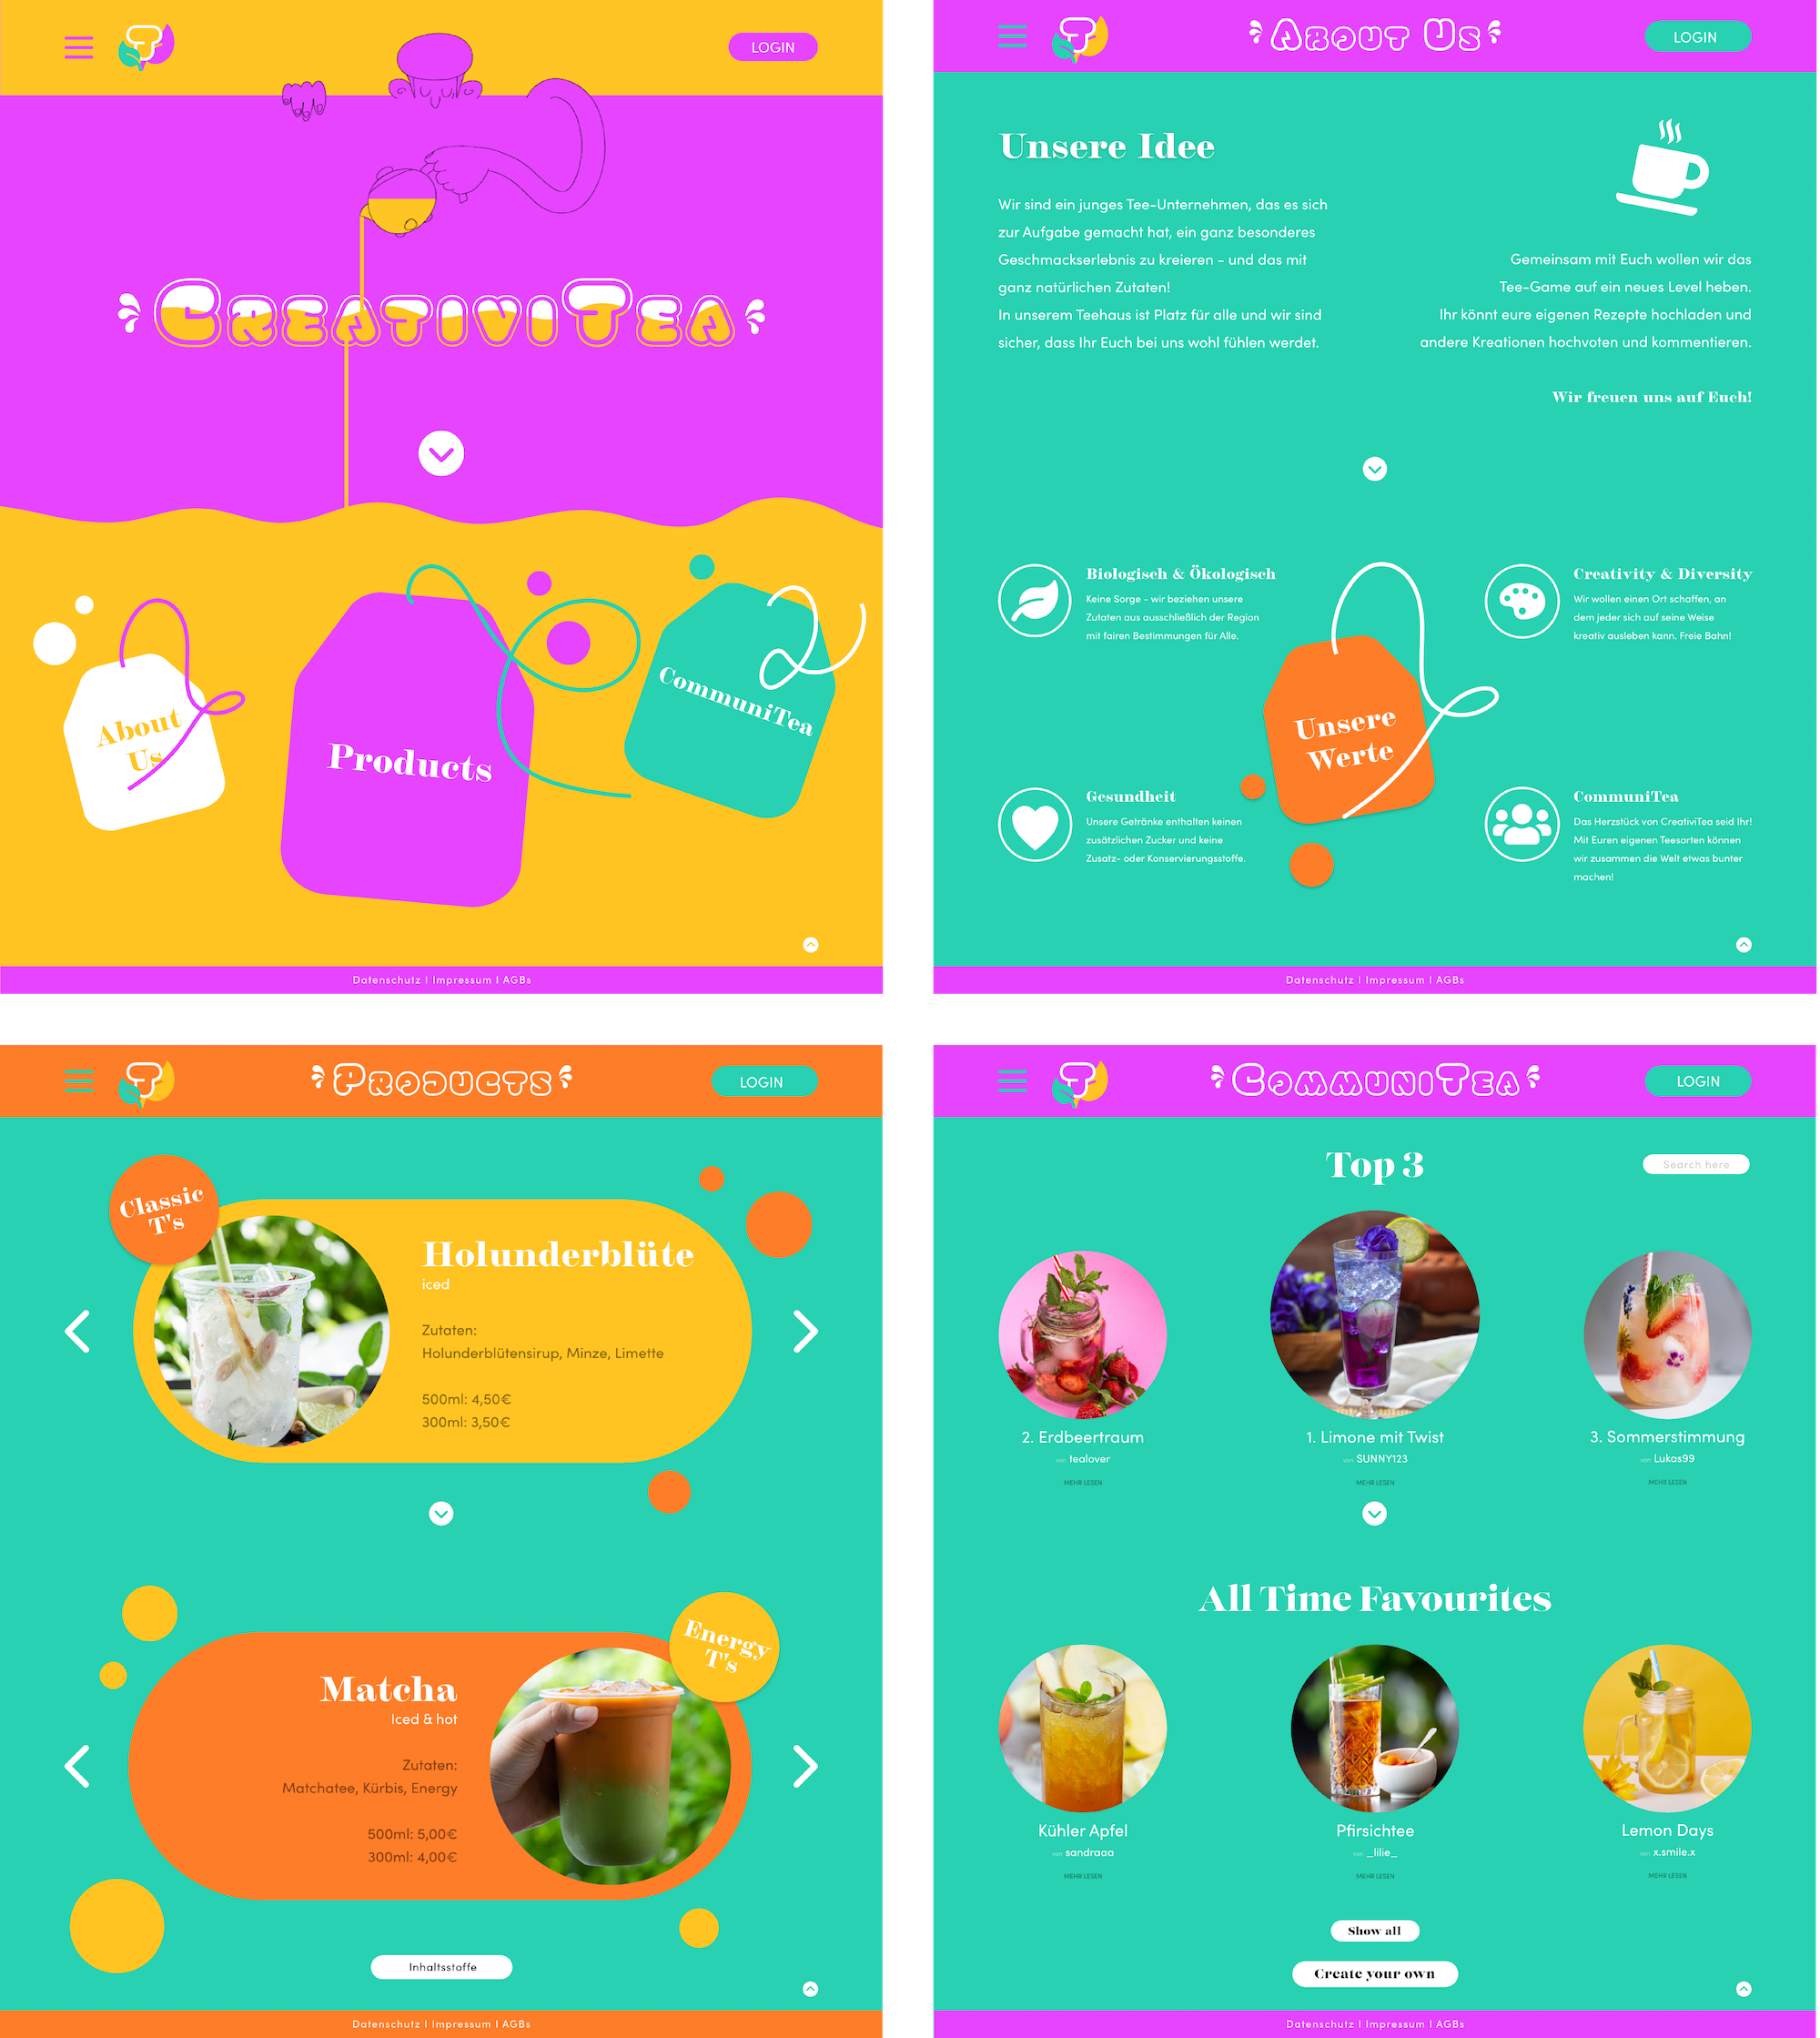 T
LOGIN
CreativiTea
About
Us
Products
CommuniTea
Datenschutz I Impressum I AGBs
T
About Us
LOGIN
Unsere Idee
Wir sind ein junges Tee-Unternehmen, das es sich
zur Aufgabe gemacht hat, ein ganz besonderes
Geschmackserlebnis zu kreieren - und das mit
ganz natürlichen Zutaten!
In unserem Teehaus ist Platz für alle und wir sind
sicher, dass Ihr Euch bei uns wohl fühlen werdet.
Gemeinsam mit Euch wollen wir das
Tee-Game auf ein neues Level heben.
Ihr könnt eure eigenen Rezepte hochladen und
andere Kreationen hochvoten und kommentieren.
Wir freuen uns auf Euch!
Biologisch & Ökologisch
Keine Sorge - wir beziehen unsere
Zutaten aus ausschließlich der Region
mit fairen Bestimmungen für Alle.
Creativity & Diversity
Wir wollen einen Ort schaffen, an
dem jeder sich auf seine Weise
kreativ ausleben kann. Freie Bahn!
Unsere
Werte
Gesundheit
Unsere Getränke enthalten keinen
zusätzlichen Zucker und keine
Zusatz- oder Konservierungsstoffe.
CommuniTea
Das Herzstück von CreativiTea seid Ihr!
Mit Euren eigenen Teesorten können
wir zusammen die Welt etwas bunter
machen!
Datenschutz I Impressum I AGBs
T
Products
LOGIN
Classic
T's
Holunderblüte
iced
Zutaten:
Holunderblütensirup, Minze, Limette
500ml: 4,50€
300ml: 3,50€
Energy
T's
Matcha
Iced & hot
Zutaten:
Matchatee, Kürbis, Energy
500ml: 5,00€
300ml: 4,00€
Inhaltsstoffe
Datenschutz I Impressum I AGBs
T
CommuniTea
LOGIN
Top 3
Search here
2. Erdbeertraum
von tealover
MEHR LESEN
1. Limone mit Twist
von SUNNY123
MEHR LESEN
3. Sommerstimmung
von Lukas99
MEHR LESEN
All Time Favourites
Kühler Apfel
von sandraaa
MEHR LESEN
Pfirsichtee
von _lilie_
MEHR LESEN
Lemon Days
von x.smile.x
MEHR LESEN
Show all
Create your own
Datenschutz I Impressum I AGBs